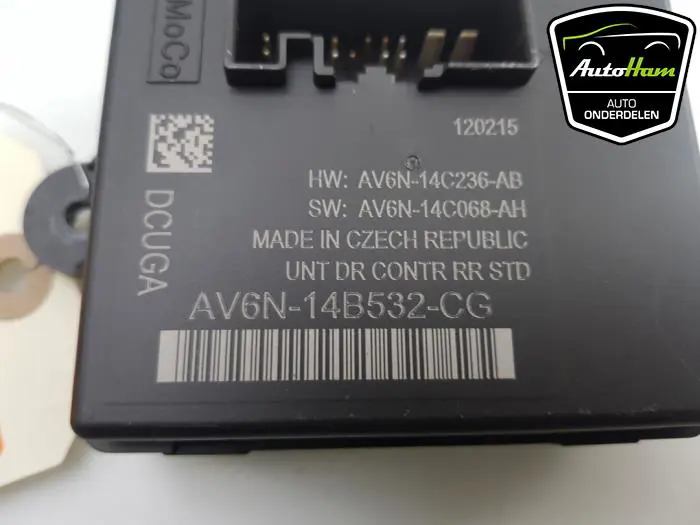 MoCo
AutoHam
AUTO
ONDERDELEN
120215
HW: AV6N-14C236-AB
SW: AV6N-14C068-AH
MADE IN CZECH REPUBLIC
UNT DR CONTR RR STD
DCUGA
AV6N-14B532-CG